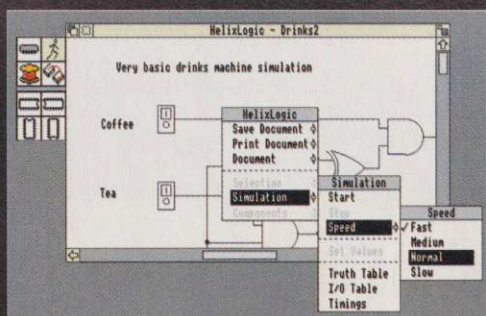 HelixLogic - Drinks2
Very basic drinks machine simulation
Coffee
Tea
HelixLogic
Save Document
Print Document
Document
Selection
Simulation
Components
Simulation
Start
Stop
Speed
Set Values
Truth Table
I/O Table
Timings
Speed
✓ Fast
Medium
Normal
Slow